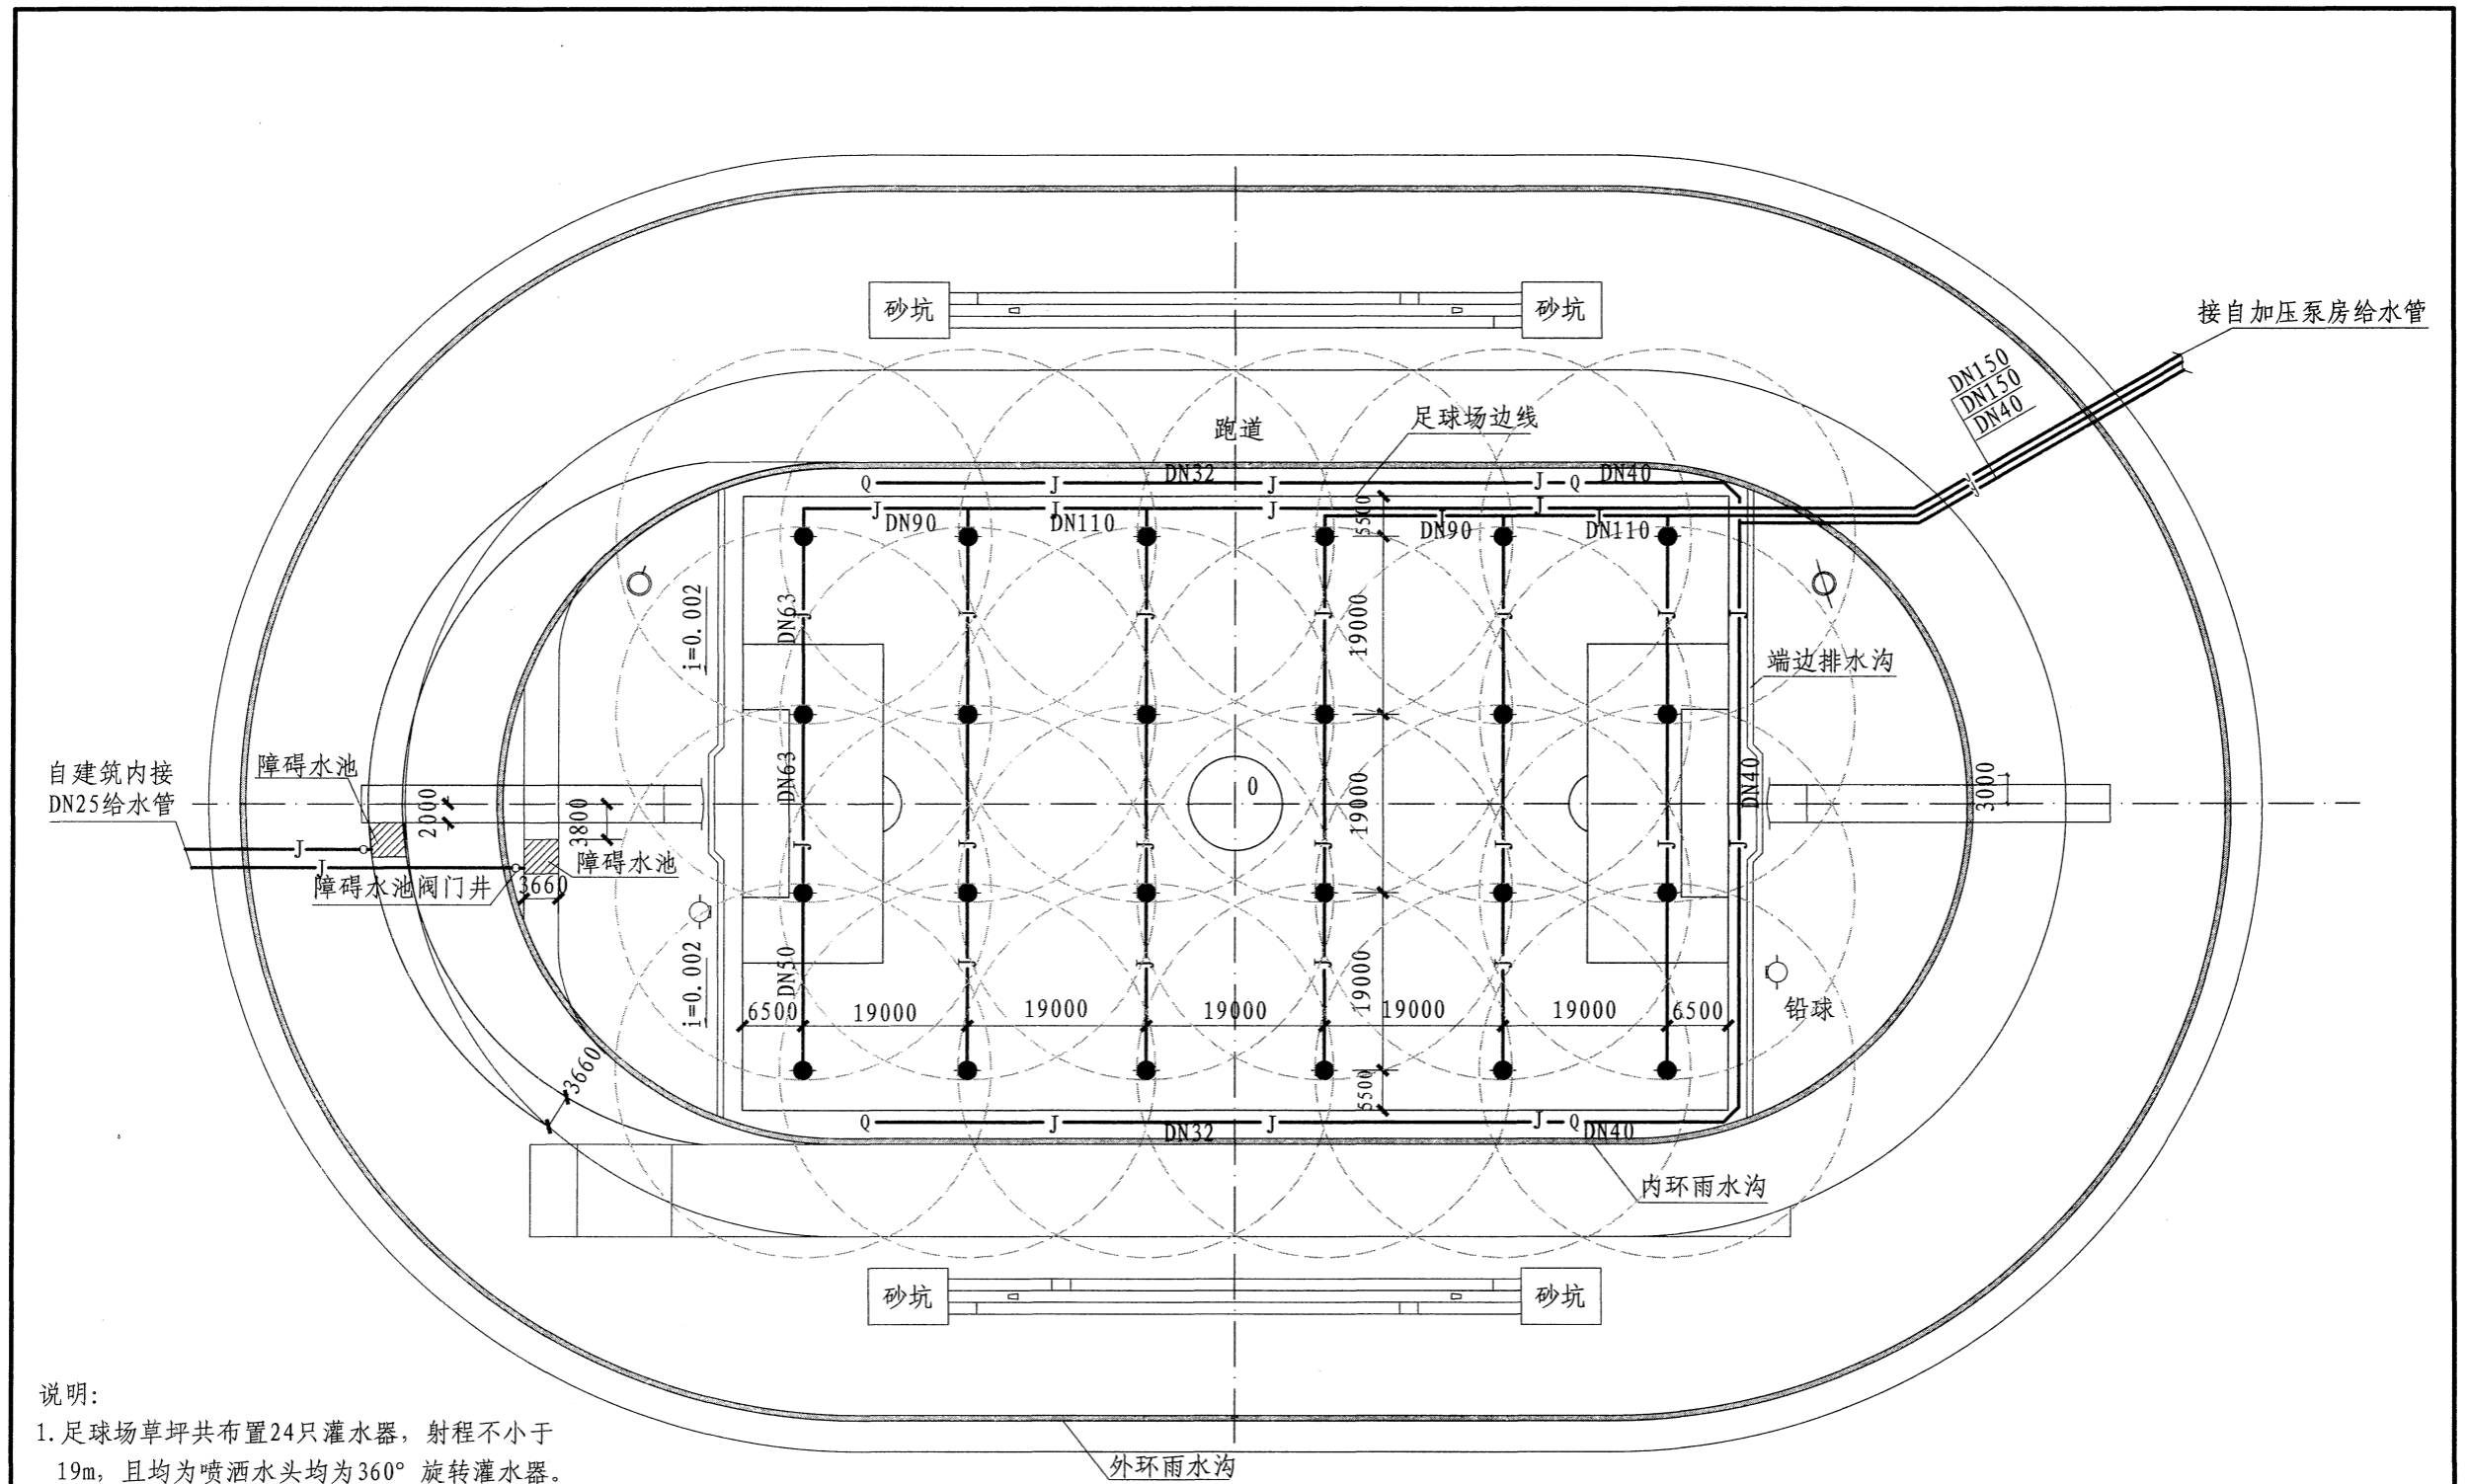 砂坑
砂坑
接自加压泵房给水管
DN150
DN150
DN40
足球场边线
跑道
Q
J
DN32
J
J
Q
DN40
J
DN90
J
DN110
J
J
5500
J
DN90
J
DN110
i=0.002
DN63
J
J
J
J
19000
J
J
J
端边排水沟
自建筑内接
DN25给水管
障碍水池
2000
3800
DN63
0
19000
DN40
3000
J
J
障碍水池
障碍水池阀门井
3660
J
J
J
J
J
J
J
i=0.002
DN50
J
J
J
19000
J
J
铅球
6500
19000
19000
19000
19000
19000
6500
3660
5500
Q
J
DN32
J
J
Q
DN40
内环雨水沟
砂坑
砂坑
说明:
1.足球场草坪共布置24只灌水器，射程不小于
19m，且均为喷洒水头均为360°旋转灌水器。
外环雨水沟